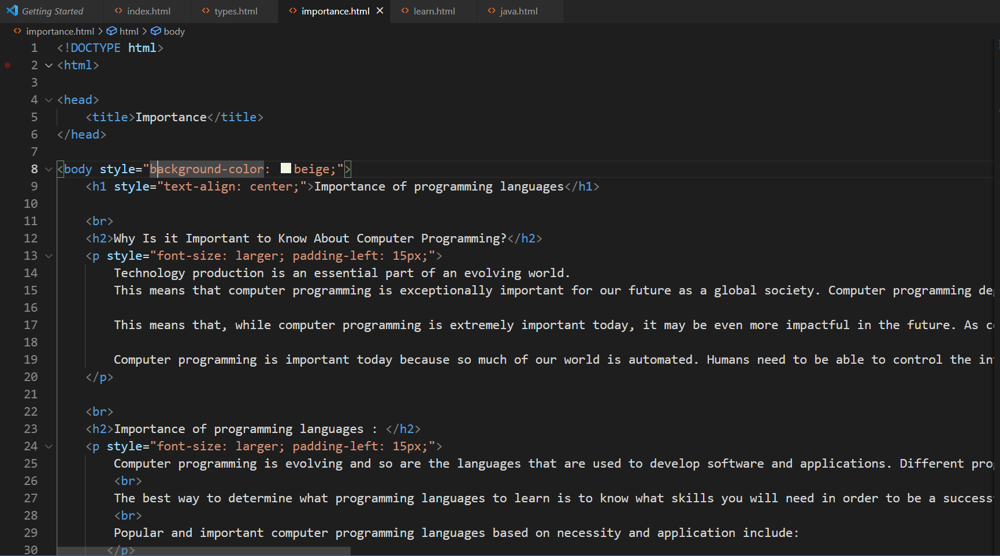 Getting Started index.html types.html importance.html learn.html java.html
importance.html > html > body
1 <!DOCTYPE html>
2 <html>
3
4 <head>
5 <title>Importance</title>
6 </head>
7
8 <body style="background-color: beige;">
9 <h1 style="text-align: center;">Importance of programming languages</h1>
10
11 <br>
12 <h2>Why Is it Important to Know About Computer Programming?</h2>
13 <p style="font-size: larger; padding-left: 15px;">
14 Technology production is an essential part of an evolving world.
15 This means that computer programming is exceptionally important for our future as a global society. Computer programming
16
17 This means that, while computer programming is extremely important today, it may be even more impactful in the future. As
18
19 Computer programming is important today because so much of our world is automated. Humans need to be able to control the
20 </p>
21
22 <br>
23 <h2>Importance of programming languages : </h2>
24 <p style="font-size: larger; padding-left: 15px;">
25 Computer programming is evolving and so are the languages that are used to develop software and applications. Different
26 <br>
27 The best way to determine what programming languages to learn is to know what skills you will need in order to be a
28 <br>
29 Popular and important computer programming languages based on necessity and application include:
30 </p>